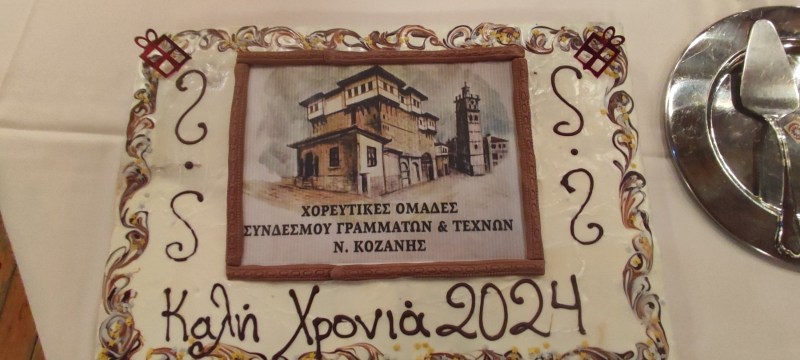 ΧΟΡΕΥΤΙΚΕΣ ΟΜΑΔΕΣ
ΣΥΝΔΕΣΜΟΥ ΓΡΑΜΜΑΤΩΝ & ΤΕΧΝΩΝ
Ν. ΚΟΖΑΝΗΣ
Καλή Χρονιά 2024